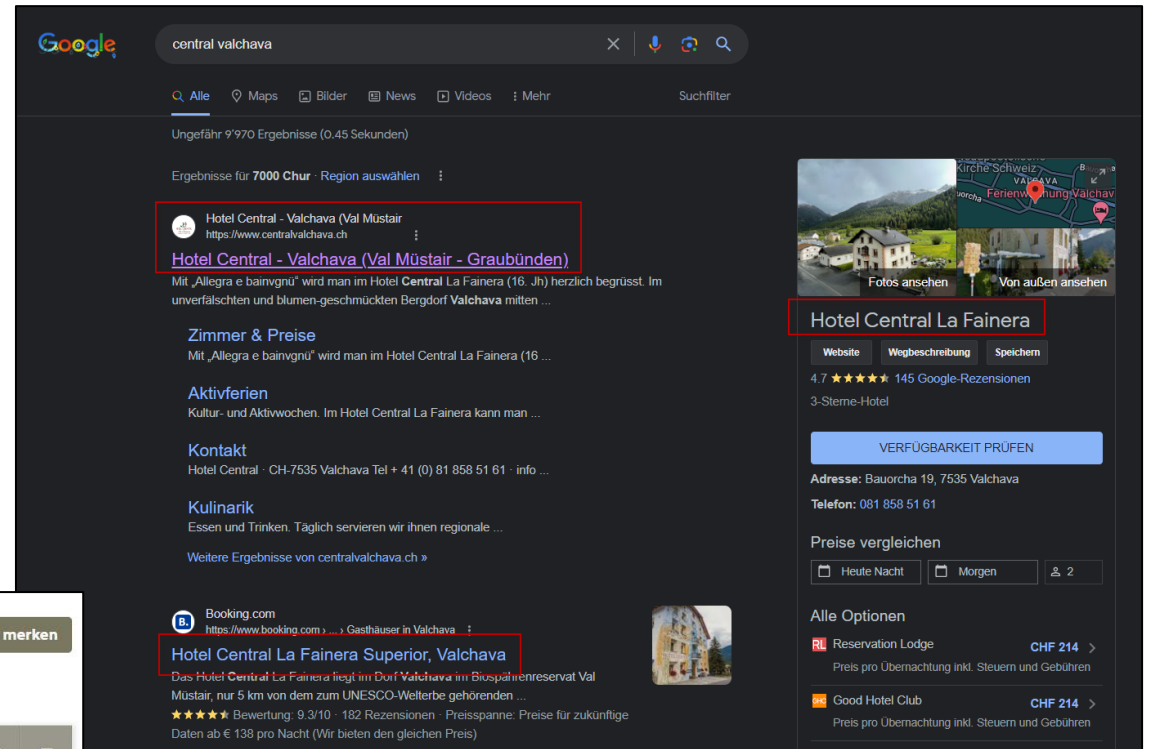 Google
central valchava
Alle Maps Bilder News Videos Mehr Suchfilter
Ungefähr 9'970 Ergebnisse (0.45 Sekunden)
Ergebnisse für 7000 Chur · Region auswählen
Hotel Central - Valchava (Val Müstair
https://www.centralvalchava.ch
Hotel Central - Valchava (Val Müstair - Graubünden)
Mit „Allegra e bainvgnü“ wird man im Hotel Central La Fainera (16. Jh) herzlich begrüsst. Im
unverfälschten und blumen-geschmückten Bergdorf Valchava mitten ...
Zimmer & Preise
Mit „Allegra e bainvgnü“ wird man im Hotel Central La Fainera (16 ...
Aktivferien
Kultur- und Aktivwochen. Im Hotel Central La Fainera kann man ...
Kontakt
Hotel Central · CH-7535 Valchava Tel + 41 (0) 81 858 51 61 · info ...
Kulinarik
Essen und Trinken. Täglich servieren wir ihnen regionale ...
Weitere Ergebnisse von centralvalchava.ch »
B.
Booking.com
https://www.booking.com › ... › Gasthäuser in Valchava
Hotel Central La Fainera Superior, Valchava
Das Hotel Central La Fainera liegt im Dorf Valchava im Biosphärenreservat Val
Müstair, nur 5 km von dem zum UNESCO-Welterbe gehörenden ...
Bewertung: 9.3/10 · 182 Rezensionen · Preisspanne: Preise für zukünftige
Daten ab € 138 pro Nacht (Wir bieten den gleichen Preis)
merken
Kirche Schweiz
VALCHAVA
Bauorcha
Ferienwohnung Valchav
Fotos ansehen
Von außen ansehen
Hotel Central La Fainera
Website Wegbeschreibung Speichern
4.7 145 Google-Rezensionen
3-Sterne-Hotel
VERFÜGBARKEIT PRÜFEN
Adresse: Bauorcha 19, 7535 Valchava
Telefon: 081 858 51 61
Preise vergleichen
Heute Nacht Morgen 2
Alle Optionen
RL Reservation Lodge CHF 214
Preis pro Übernachtung inkl. Steuern und Gebühren
GHC Good Hotel Club CHF 214
Preis pro Übernachtung inkl. Steuern und Gebühren